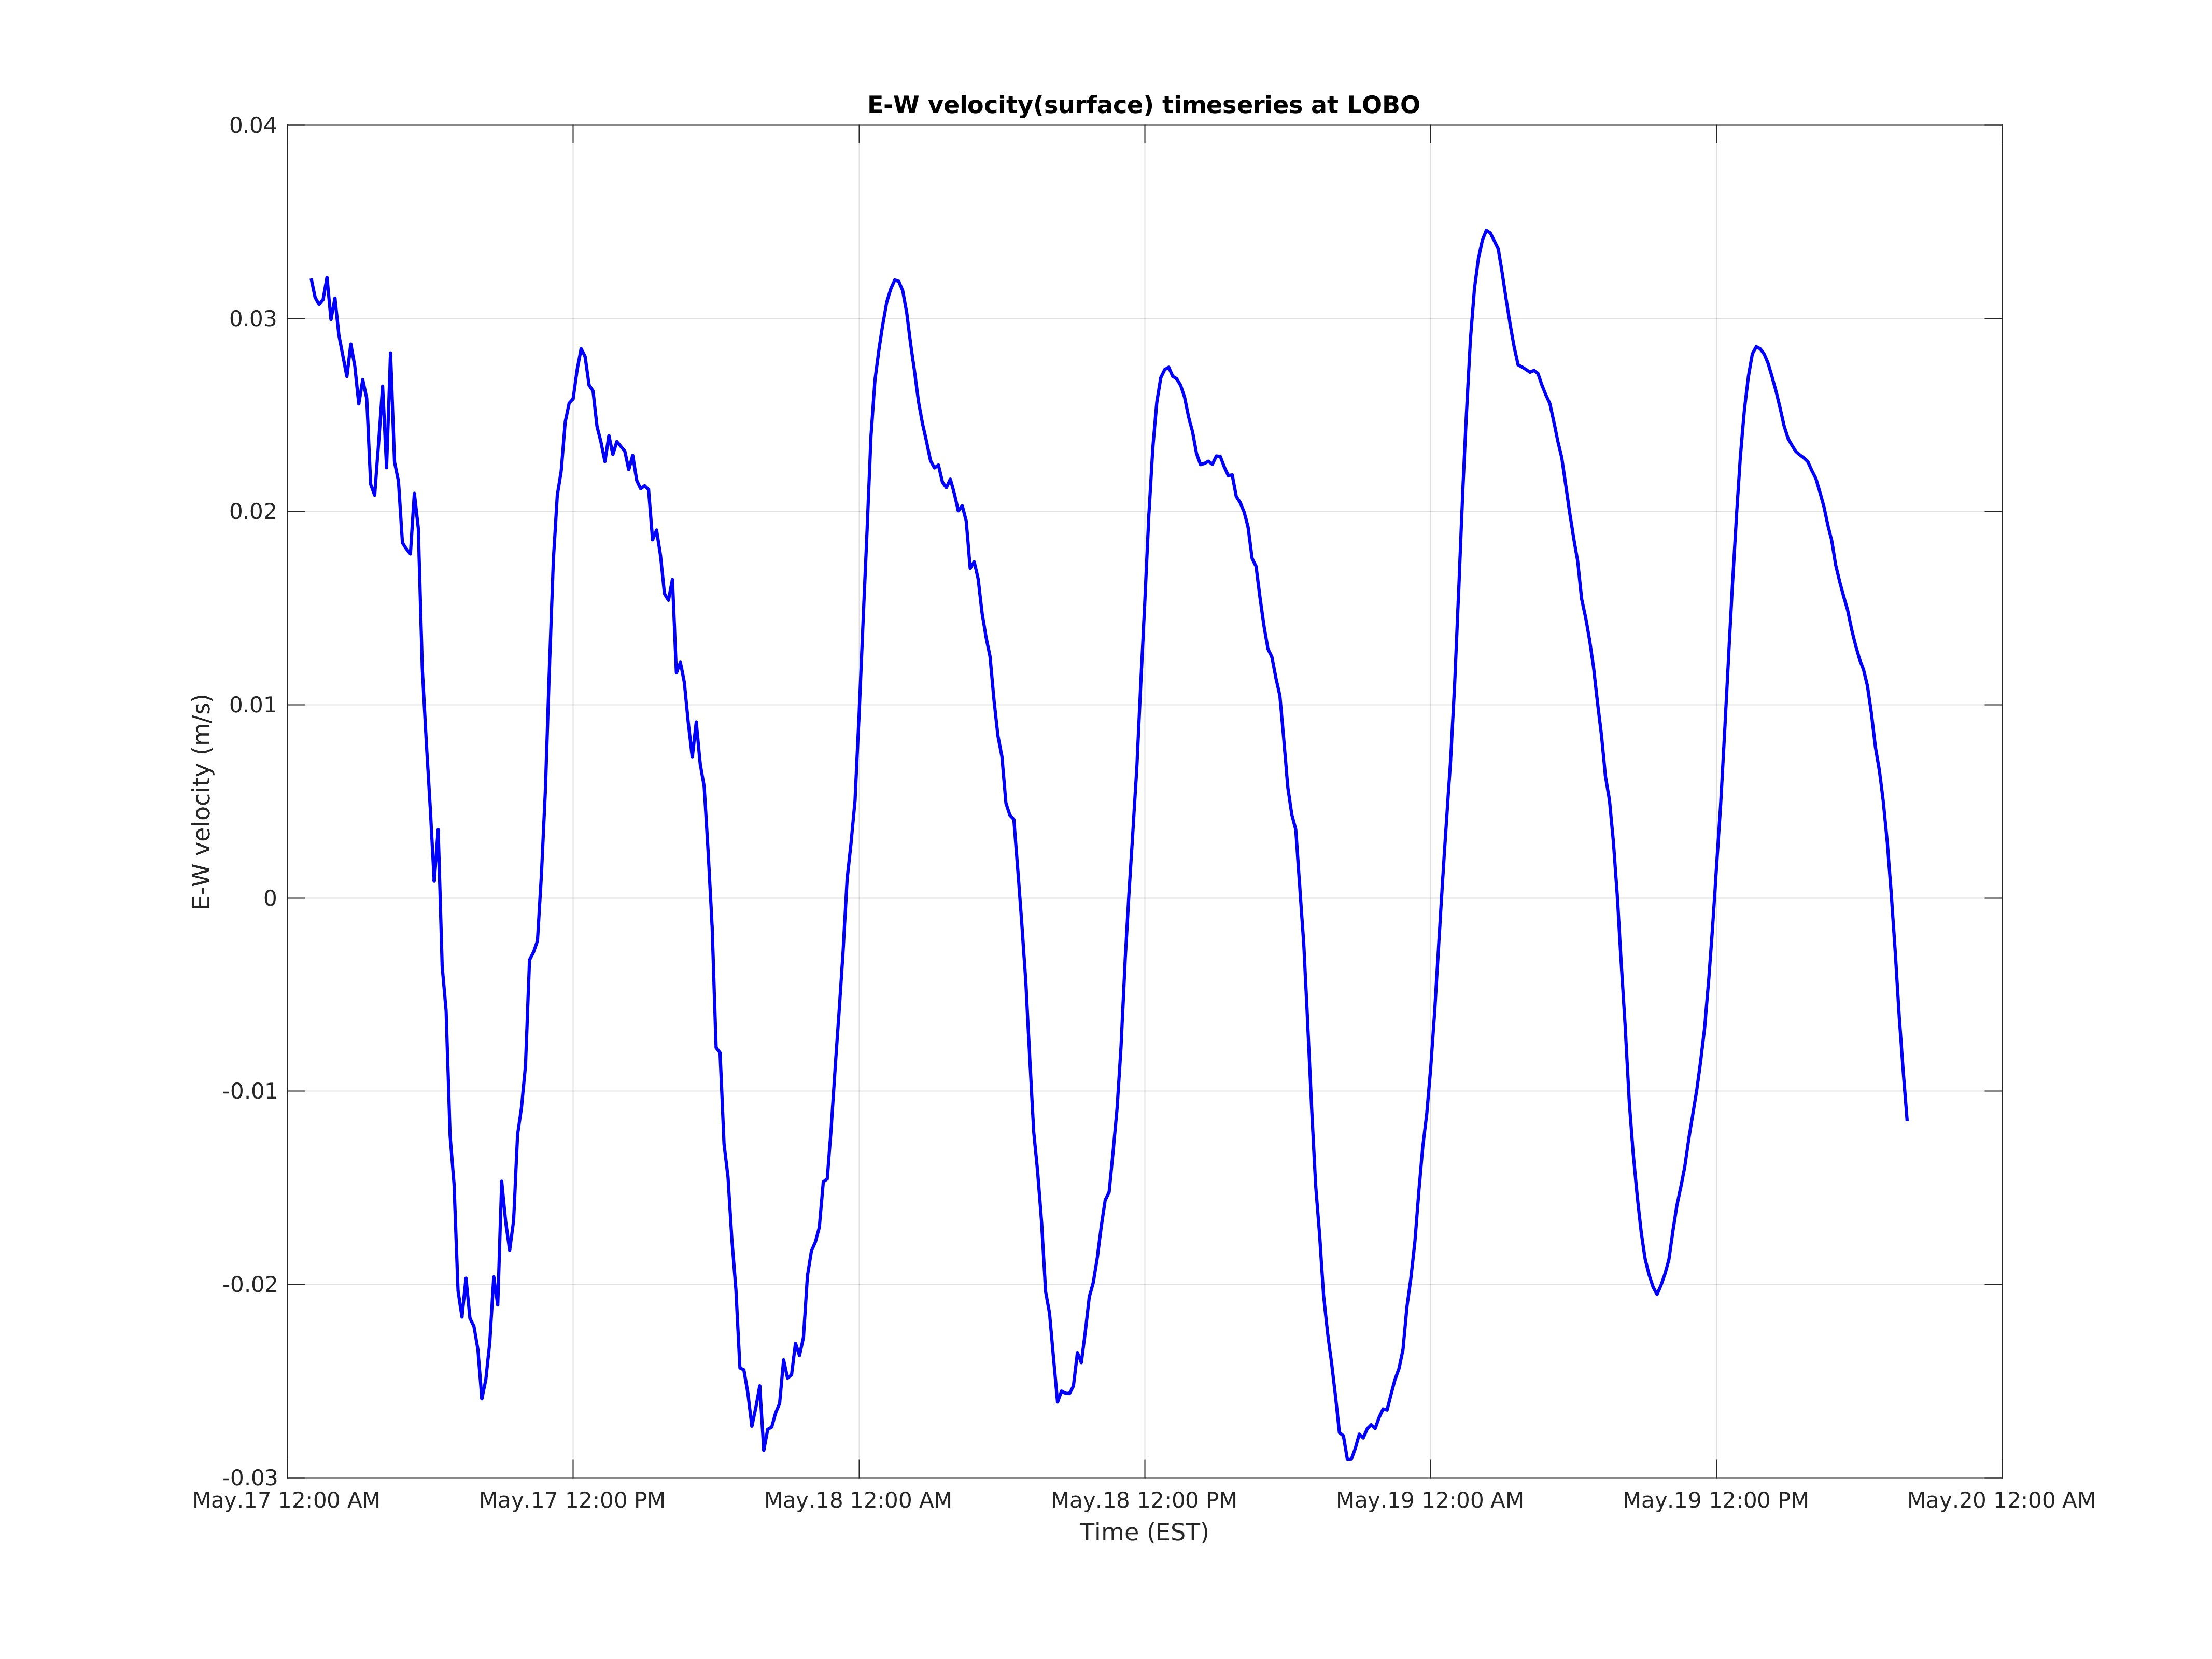 E-W velocity(surface) timeseries at LOBO
0.04
0.03
0.02
0.01
0
-0.01
-0.02
-0.03
E-W velocity (m/s)
May.17 12:00 AM May.17 12:00 PM May.18 12:00 AM May.18 12:00 PM May.19 12:00 AM May.19 12:00 PM May.20 12:00 AM
Time (EST)